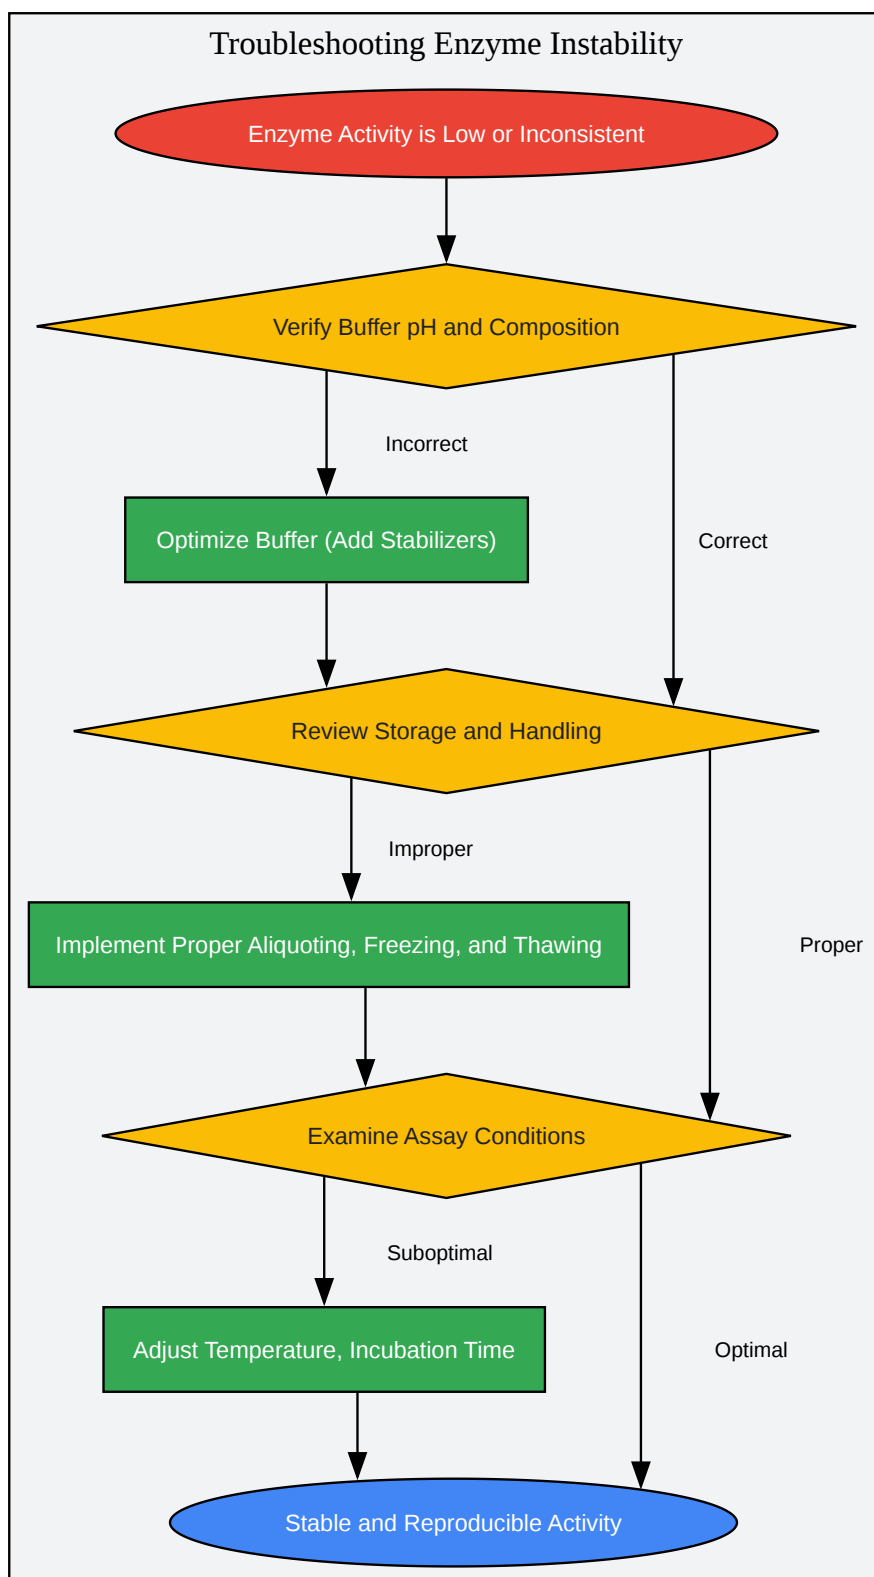 Troubleshooting Enzyme Instability
Enzyme Activity is Low or Inconsistent
Verify Buffer pH and Composition
Incorrect
Optimize Buffer (Add Stabilizers)
Correct
Review Storage and Handling
Improper
Implement Proper Aliquoting, Freezing, and Thawing
Proper
Examine Assay Conditions
Suboptimal
Adjust Temperature, Incubation Time
Optimal
Stable and Reproducible Activity